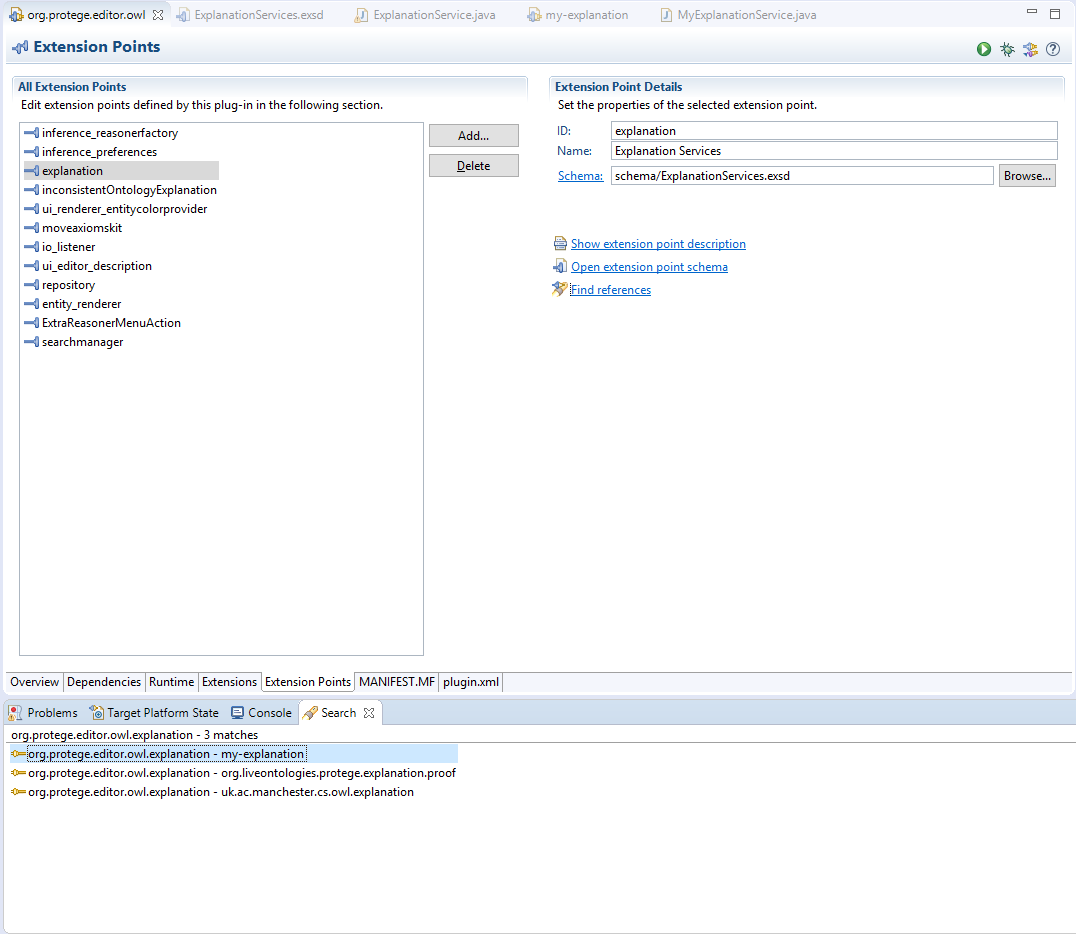 org.protege.editor.owl ExplanationServices.exsd ExplanationService.java my-explanation MyExplanationService.java
Extension Points
All Extension Points
Edit extension points defined by this plug-in in the following section.
inference_reasonerfactory
inference_preferences
explanation
inconsistentOntologyExplanation
ui_renderer_entitycolorprovider
moveaxiomskit
io_listener
ui_editor_description
repository
entity_renderer
ExtraReasonerMenuAction
searchmanager
Add...
Delete
Extension Point Details
Set the properties of the selected extension point.
ID: explanation
Name: Explanation Services
Schema: schema/ExplanationServices.exsd Browse...
Show extension point description
Open extension point schema
Find references
Overview Dependencies Runtime Extensions Extension Points MANIFEST.MF plugin.xml
Problems Target Platform State Console Search
org.protege.editor.owl.explanation - 3 matches
org.protege.editor.owl.explanation - my-explanation
org.protege.editor.owl.explanation - org.liveontologies.protege.explanation.proof
org.protege.editor.owl.explanation - uk.ac.manchester.cs.owl.explanation